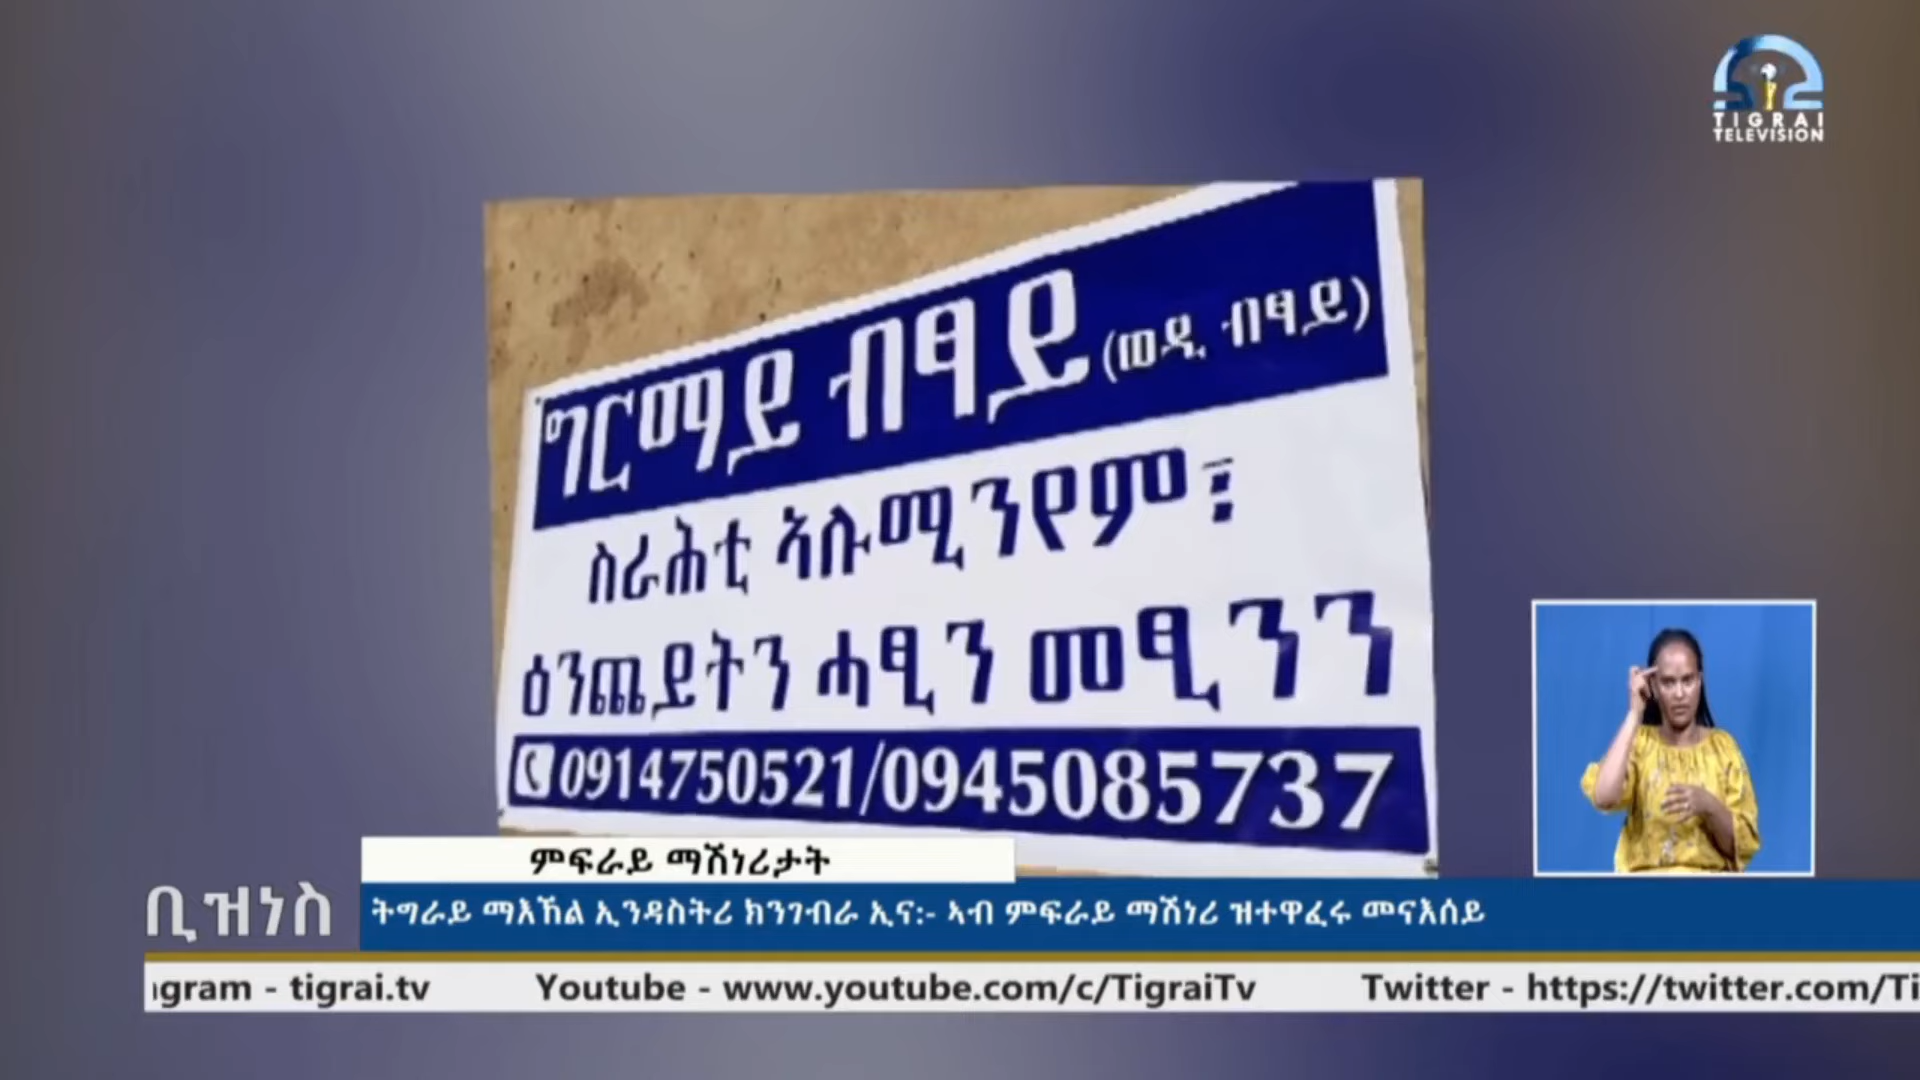 TIGRAI
TELEVISION
ግርማይ ብፃይ (ወዲ ብፃይ)
ስራሕቲ ኣሉሚንየም፤
ዕንጨይትን ሓፂን መፂንን
0914750521/0945085737
ምፍራይ ማሽነሪታት
ቢዝነስ
ትግራይ ማእኸል ኢንዳስትሪ ክንገብራ ኢና:- ኣብ ምፍራይ ማሽነሪ ዝተዋፈሩ መናእሰይ
gram - tigrai.tv Youtube - www.youtube.com/c/TigraiTv Twitter - https://twitter.com/Ti